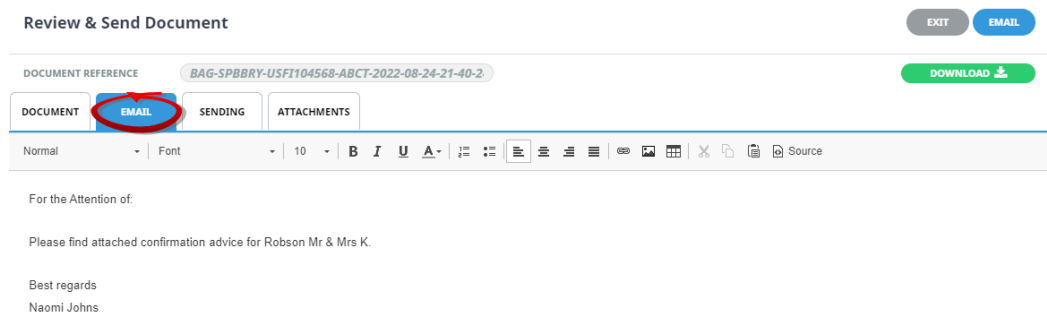 Review & Send Document
EXIT
EMAIL
DOCUMENT REFERENCE
BAG-SPBBRY-USFI104568-ABCT-2022-08-24-21-40-2
DOWNLOAD
DOCUMENT
EMAIL
SENDING
ATTACHMENTS
Normal
Font
10
B
I
U
A
Source
For the Attention of:
Please find attached confirmation advice for Robson Mr & Mrs K.
Best regards
Naomi Johns